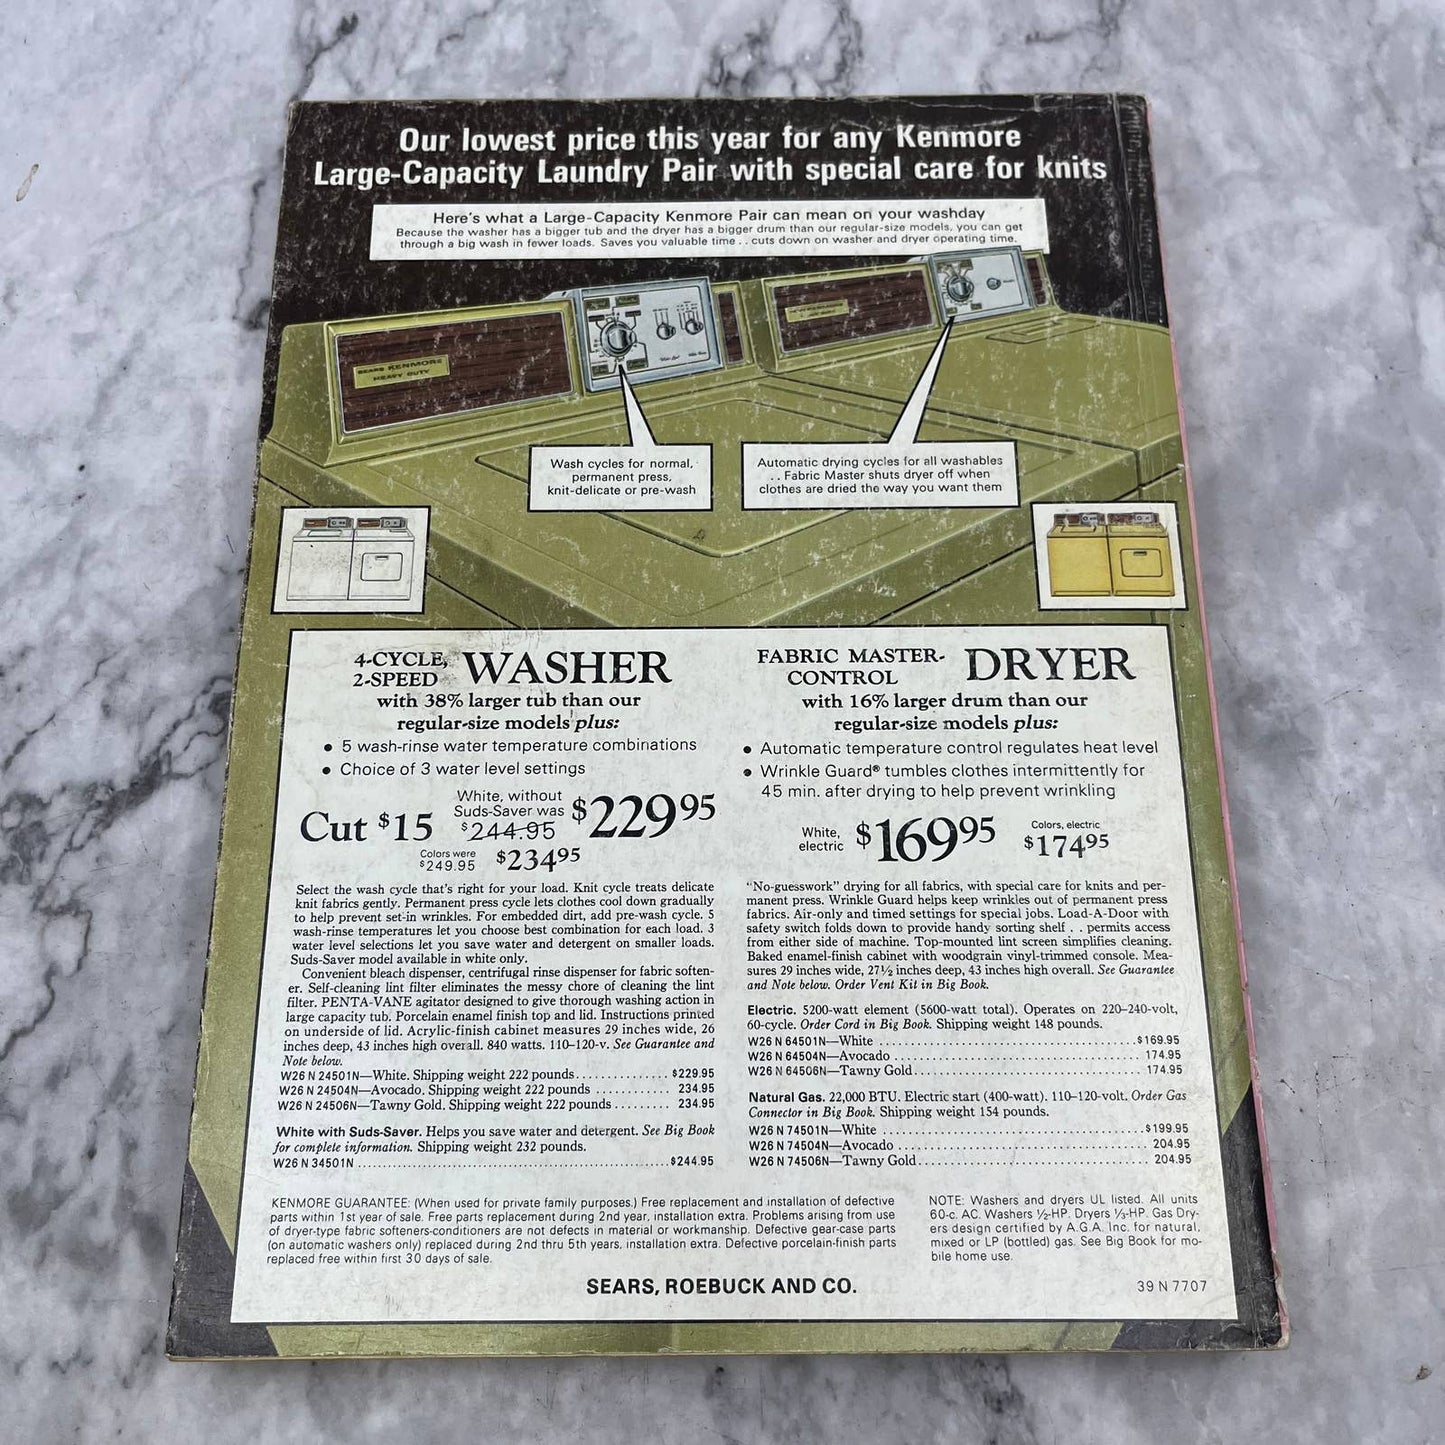 Our lowest price this year for any Kenmore
Large-Capacity Laundry Pair with special care for knits
Here's what a Large-Capacity Kenmore Pair can mean on your washday
Because the washer has a bigger tub and the dryer has a bigger drum than our regular-size models, you can get
through a big wash in fewer loads. Saves you valuable time . . cuts down on washer and dryer operating time.
SEARS KENMORE
HEAVY DUTY
Wash cycles for normal,
permanent press,
knit-delicate or pre-wash
Automatic drying cycles for all washables
. . Fabric Master shuts dryer off when
clothes are dried the way you want them
4-CYCLE,
2-SPEED WASHER
with 38% larger tub than our
regular-size models plus:
• 5 wash-rinse water temperature combinations
• Choice of 3 water level settings
Cut $15
White, without
Suds-Saver was
$244.95
$22995
Colors were
$249.95
$23495
Select the wash cycle that's right for your load. Knit cycle treats delicate
knit fabrics gently. Permanent press cycle lets clothes cool down gradually
to help prevent set-in wrinkles. For embedded dirt, add pre-wash cycle. 5
wash-rinse temperatures let you choose best combination for each load. 3
water level selections let you save water and detergent on smaller loads.
Suds-Saver model available in white only.
Convenient bleach dispenser, centrifugal rinse dispenser for fabric soften-
er. Self-cleaning lint filter eliminates the messy chore of cleaning the lint
filter. PENTA-VANE agitator designed to give thorough washing action in
large capacity tub. Porcelain enamel finish top and lid. Instructions printed
on underside of lid. Acrylic-finish cabinet measures 29 inches wide, 26
inches deep, 43 inches high overall. 840 watts. 110-120-v. See Guarantee and
Note below.
W26 N 24501N—White. Shipping weight 222 pounds............... $229.95
W26 N 24504N—Avocado. Shipping weight 222 pounds ............ 234.95
W26 N 24506N—Tawny Gold. Shipping weight 222 pounds ......... 234.95
White with Suds-Saver. Helps you save water and detergent. See Big Book
for complete information. Shipping weight 232 pounds.
W26 N 34501N ....................................................$244.95
FABRIC MASTER-
CONTROL DRYER
with 16% larger drum than our
regular-size models plus:
• Automatic temperature control regulates heat level
• Wrinkle Guard® tumbles clothes intermittently for
45 min. after drying to help prevent wrinkling
White,
electric
$16995
Colors, electric
$17495
"No-guesswork" drying for all fabrics, with special care for knits and per-
manent press. Wrinkle Guard helps keep wrinkles out of permanent press
fabrics. Air-only and timed settings for special jobs. Load-A-Door with
safety switch folds down to provide handy sorting shelf . . permits access
from either side of machine. Top-mounted lint screen simplifies cleaning.
Baked enamel-finish cabinet with woodgrain vinyl-trimmed console. Mea-
sures 29 inches wide, 27½ inches deep, 43 inches high overall. See Guarantee
and Note below. Order Vent Kit in Big Book.
Electric. 5200-watt element (5600-watt total). Operates on 220-240-volt,
60-cycle. Order Cord in Big Book. Shipping weight 148 pounds.
W26 N 64501N—White .......................................$169.95
W26 N 64504N—Avocado ..................................... 174.95
W26 N 64506N—Tawny Gold................................... 174.95
Natural Gas. 22,000 BTU. Electric start (400-watt). 110-120-volt. Order Gas
Connector in Big Book. Shipping weight 154 pounds.
W26 N 74501N—White .......................................$199.95
W26 N 74504N—Avocado ..................................... 204.95
W26 N 74506N—Tawny Gold................................... 204.95
KENMORE GUARANTEE: (When used for private family purposes.) Free replacement and installation of defective
parts within 1st year of sale. Free parts replacement during 2nd year, installation extra. Problems arising from use
of dryer-type fabric softeners-conditioners are not defects in material or workmanship. Defective gear-case parts
(on automatic washers only) replaced during 2nd thru 5th years, installation extra. Defective porcelain-finish parts
replaced free within first 30 days of sale.
NOTE: Washers and dryers UL listed. All units
60-c. AC. Washers ½-HP. Dryers ⅓-HP. Gas Dry-
ers design certified by A.G.A. Inc. for natural,
mixed or LP (bottled) gas. See Big Book for mo-
bile home use.
SEARS, ROEBUCK AND CO.
39 N 7707